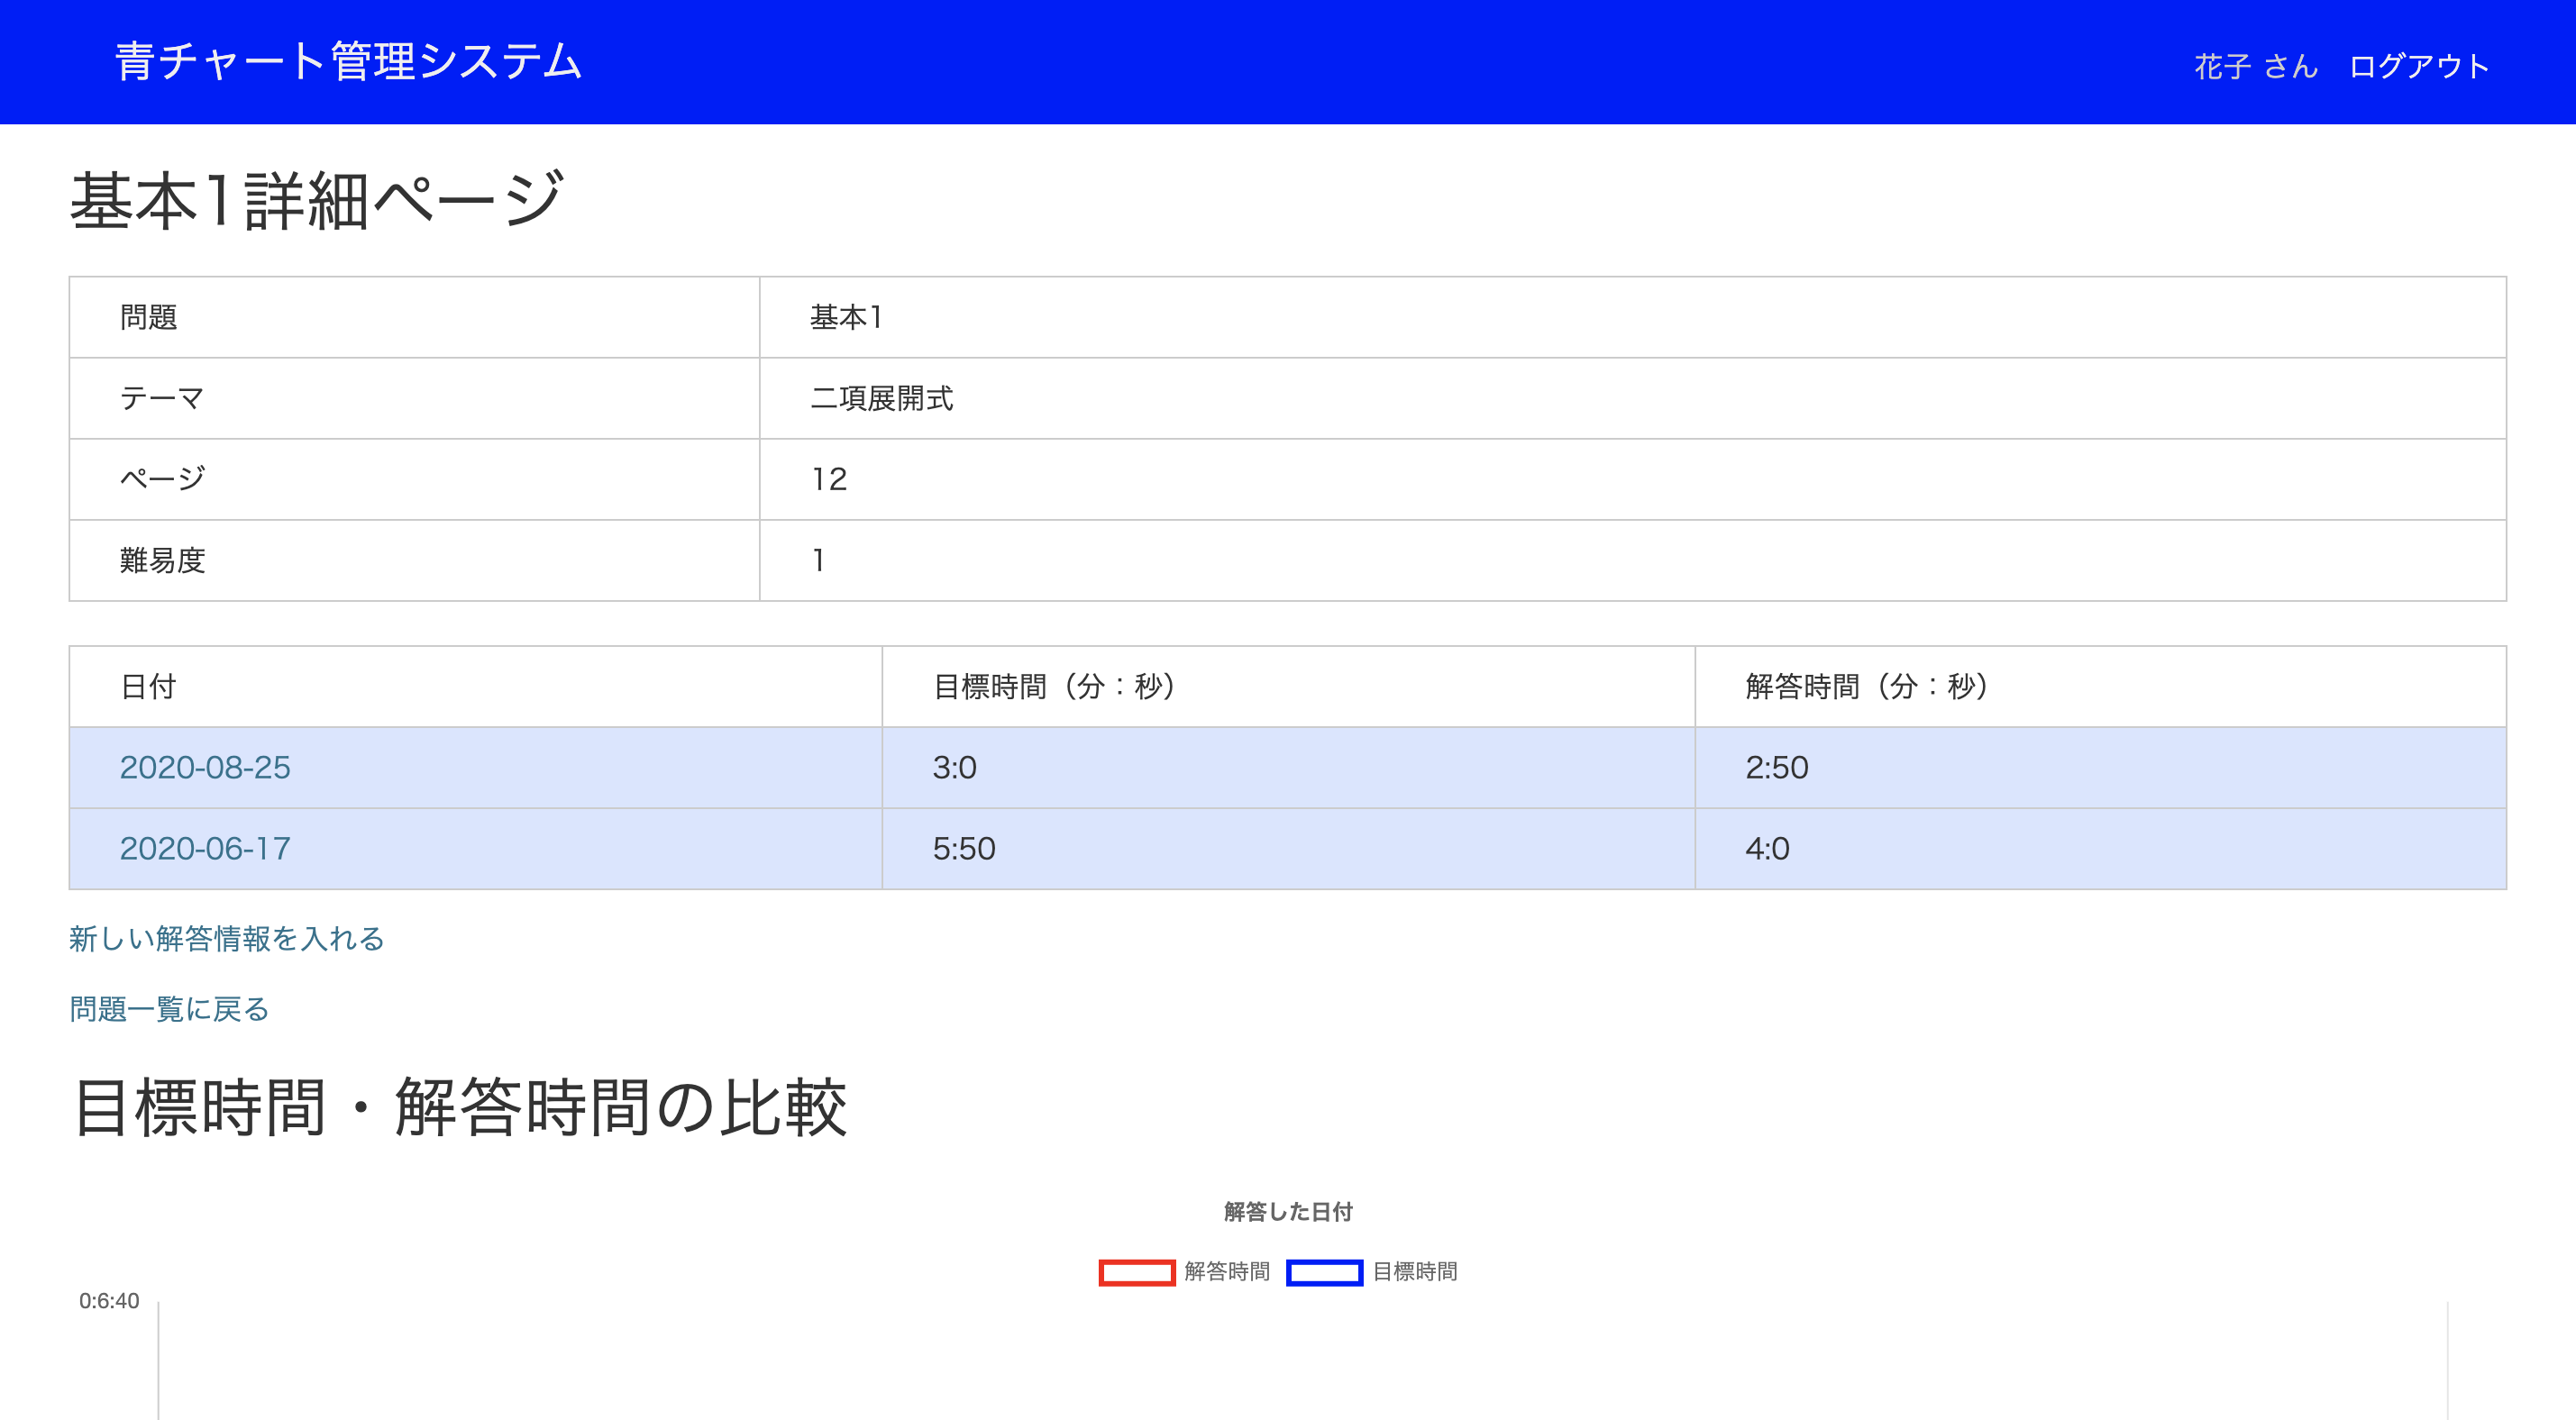 青チャート管理システム 花子 さん ログアウト
基本1詳細ページ
問題 基本1
テーマ 二項展開式
ページ 12
難易度 1
日付 目標時間（分：秒） 解答時間（分：秒）
2020-08-25 3:0 2:50
2020-06-17 5:50 4:0
新しい解答情報を入れる
問題一覧に戻る
目標時間・解答時間の比較
解答した日付
解答時間 目標時間
0:6:40